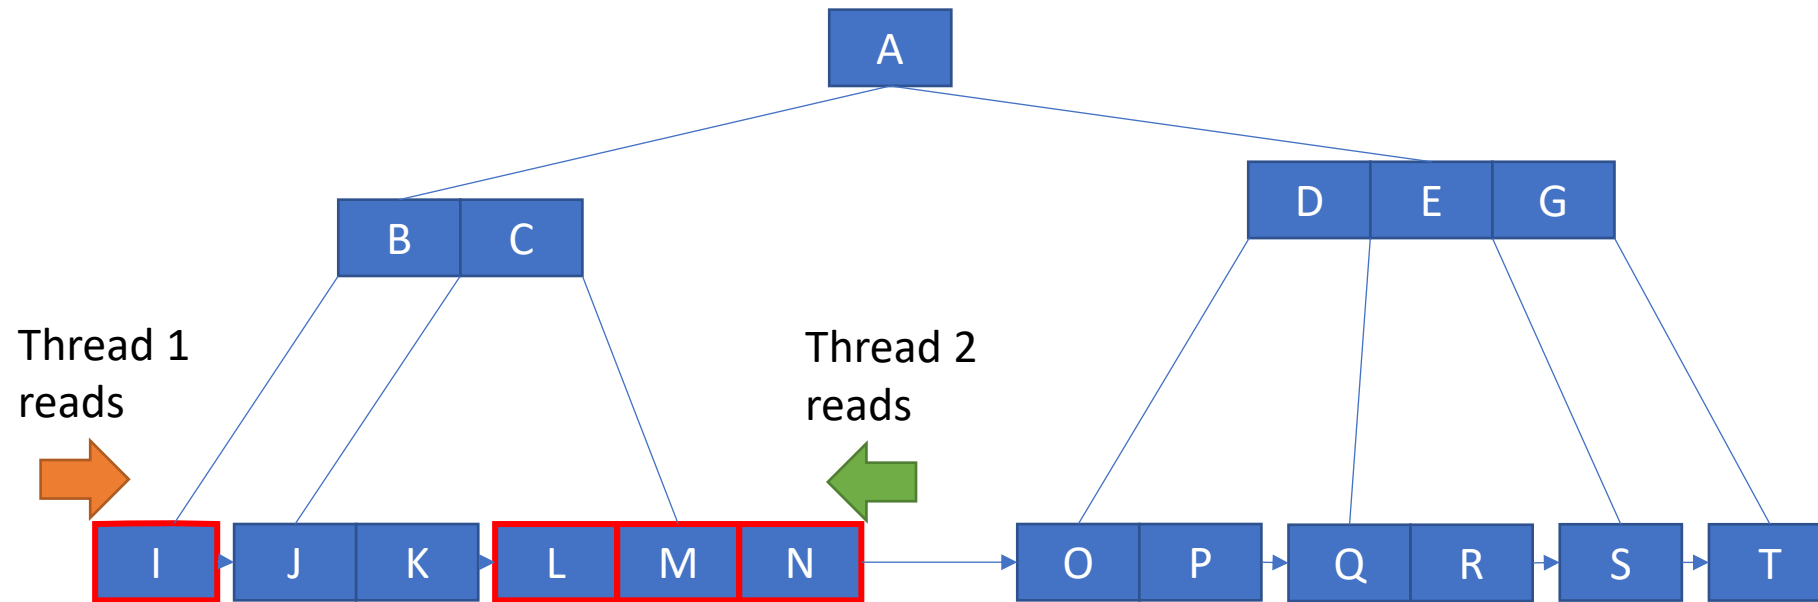 A
B C
D E G
Thread 1
reads
Thread 2
reads
I J K L M N O P Q R S T